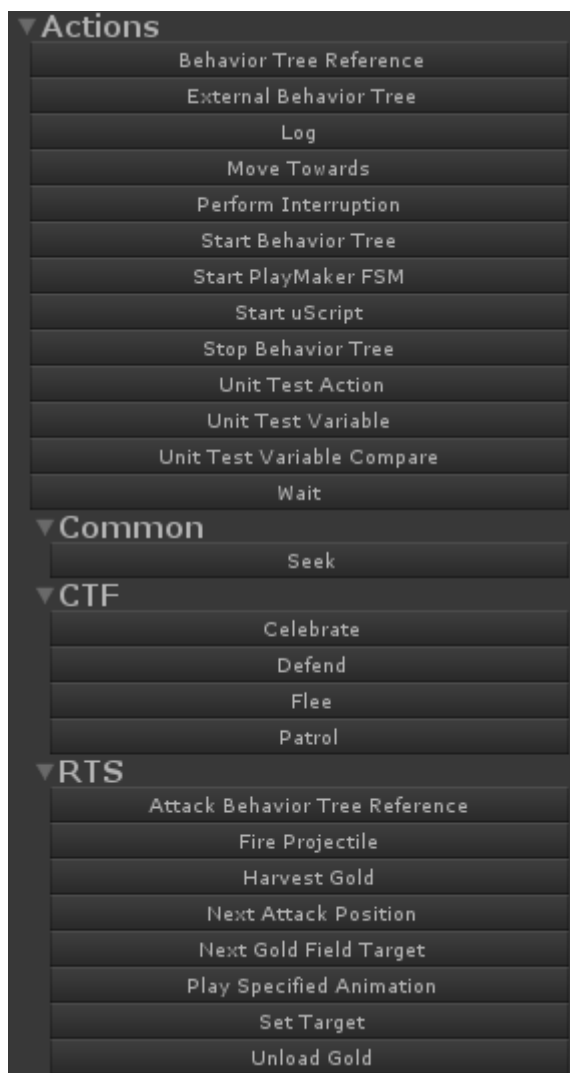 Actions
Behavior Tree Reference
External Behavior Tree
Log
Move Towards
Perform Interruption
Start Behavior Tree
Start PlayMaker FSM
Start uScript
Stop Behavior Tree
Unit Test Action
Unit Test Variable
Unit Test Variable Compare
Wait
Common
Seek
CTF
Celebrate
Defend
Flee
Patrol
RTS
Attack Behavior Tree Reference
Fire Projectile
Harvest Gold
Next Attack Position
Next Gold Field Target
Play Specified Animation
Set Target
Unload Gold